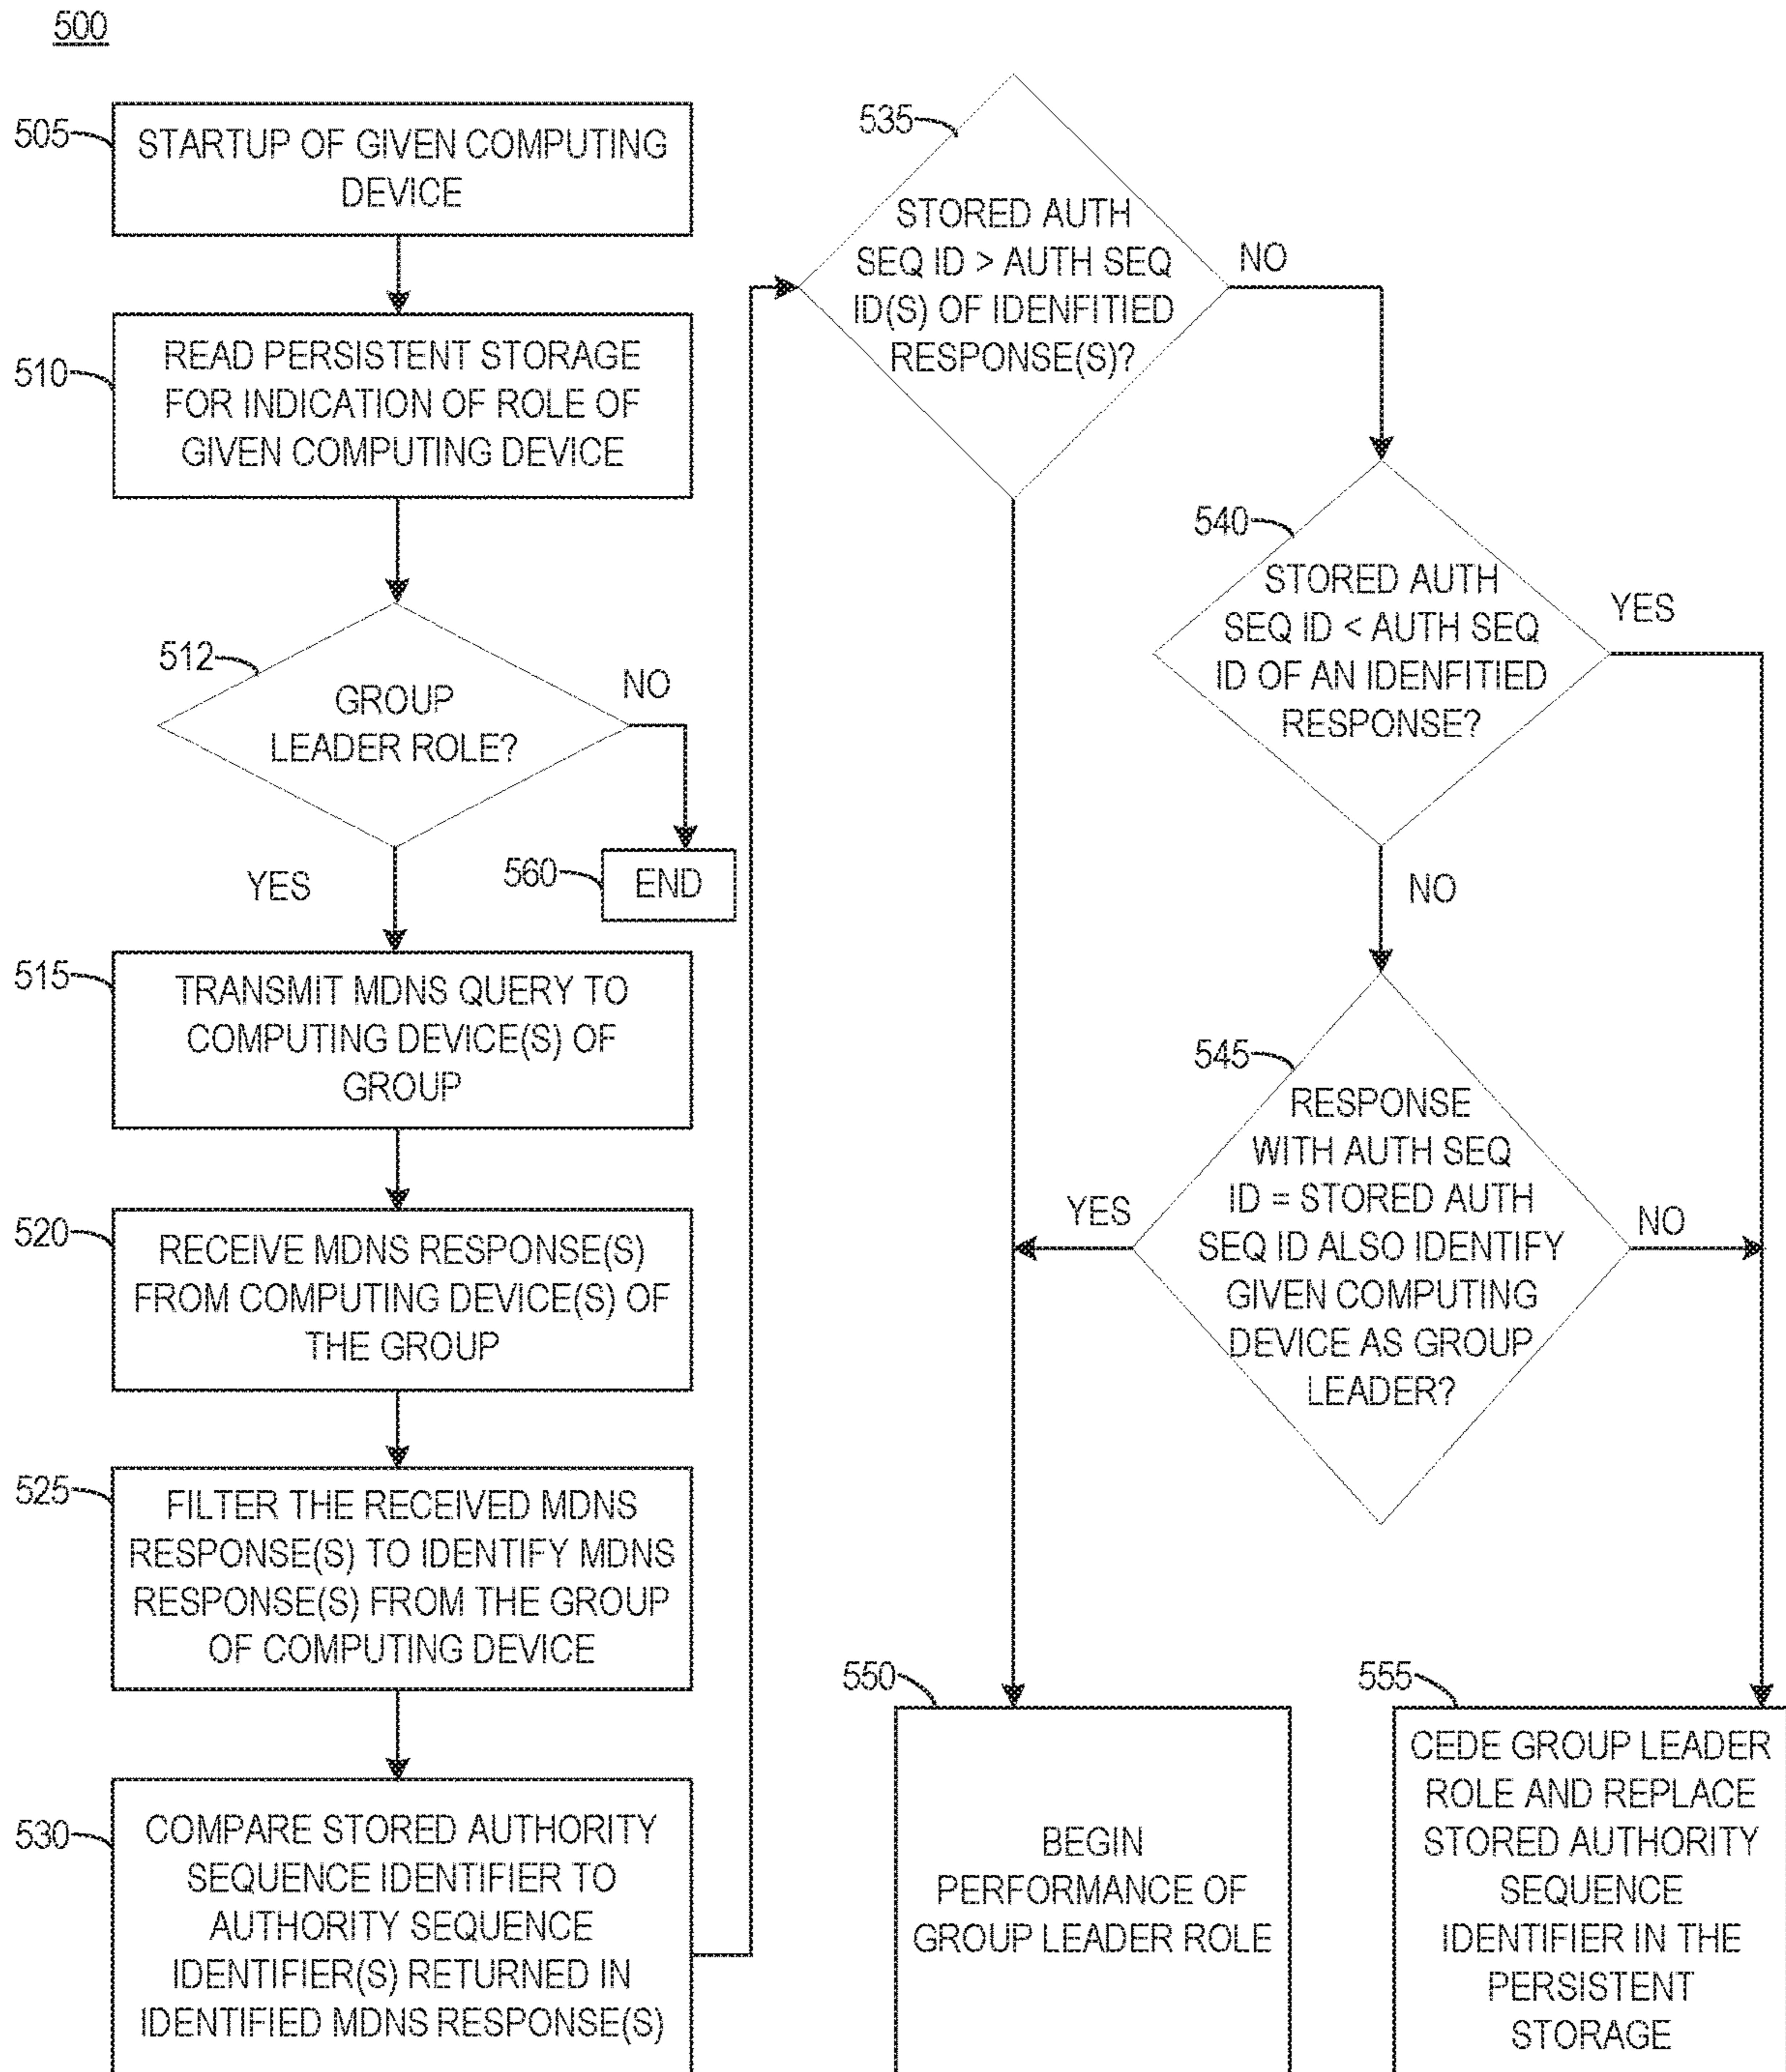 500
505
STARTUP OF GIVEN COMPUTING
DEVICE
510
READ PERSISTENT STORAGE
FOR INDICATION OF ROLE OF
GIVEN COMPUTING DEVICE
512
GROUP
LEADER ROLE?
NO
YES
560
END
515
TRANSMIT MDNS QUERY TO
COMPUTING DEVICE(S) OF
GROUP
520
RECEIVE MDNS RESPONSE(S)
FROM COMPUTING DEVICE(S) OF
THE GROUP
525
FILTER THE RECEIVED MDNS
RESPONSE(S) TO IDENTIFY MDNS
RESPONSE(S) FROM THE GROUP
OF COMPUTING DEVICE
530
COMPARE STORED AUTHORITY
SEQUENCE IDENTIFIER TO
AUTHORITY SEQUENCE
IDENTIFIER(S) RETURNED IN
IDENTIFIED MDNS RESPONSE(S)
535
STORED AUTH
SEQ ID > AUTH SEQ
ID(S) OF IDENFITIED
RESPONSE(S)?
NO
540
STORED AUTH
SEQ ID < AUTH SEQ
ID OF AN IDENFITIED
RESPONSE?
YES
NO
545
RESPONSE
WITH AUTH SEQ
ID = STORED AUTH
SEQ ID ALSO IDENTIFY
GIVEN COMPUTING
DEVICE AS GROUP
LEADER?
YES
NO
550
BEGIN
PERFORMANCE OF
GROUP LEADER ROLE
555
CEDE GROUP LEADER
ROLE AND REPLACE
STORED AUTHORITY
SEQUENCE
IDENTIFIER IN THE
PERSISTENT
STORAGE